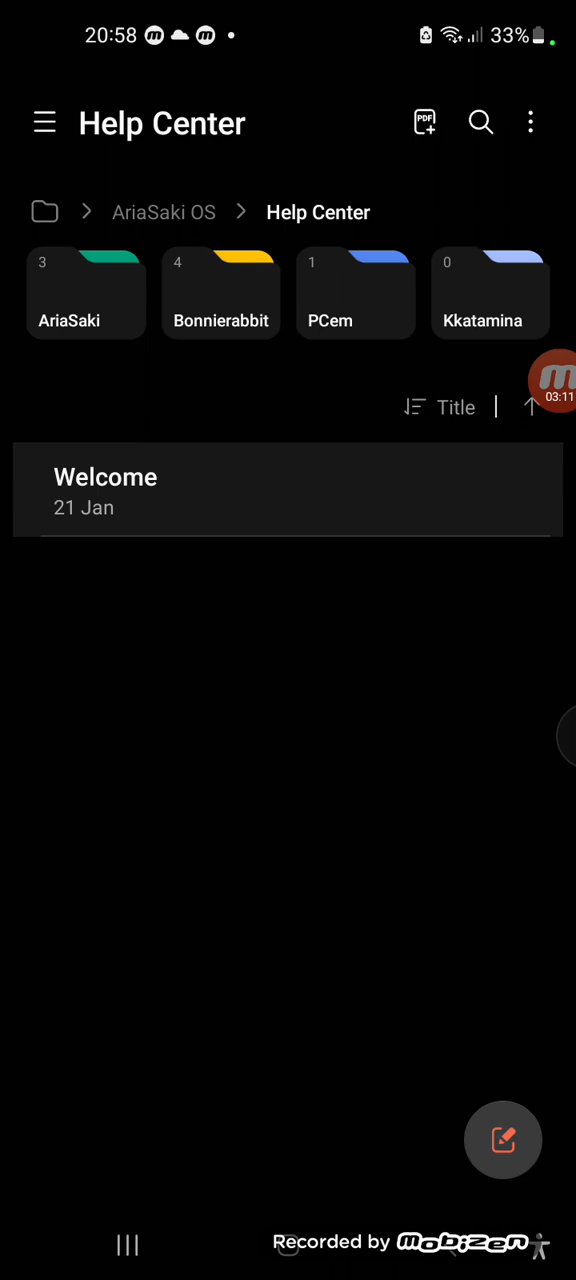 20:58 33%
Help Center
PDF
AriaSaki OS Help Center
3 4 1 0
AriaSaki Bonnierabbit PCem Kkatamina
Title
03:11
Welcome
21 Jan
Recorded by mobizen